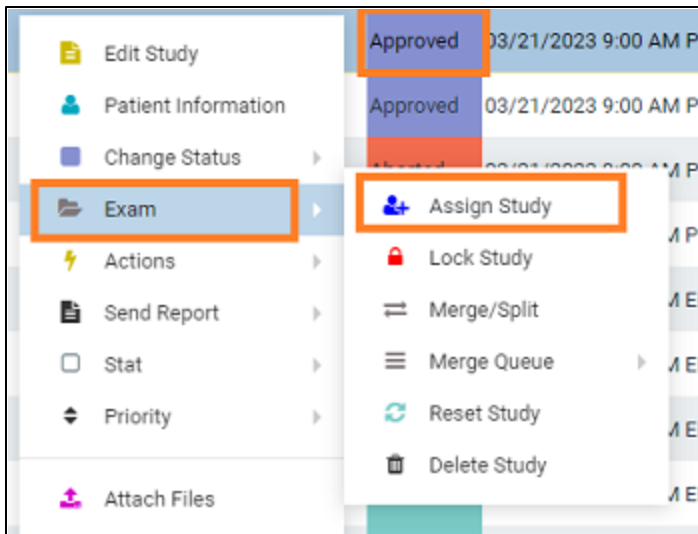 Edit Study
Patient Information
Change Status
Exam
Actions
Send Report
Stat
Priority
Attach Files
Approved 03/21/2023 9:00 AM P
Approved 03/21/2023 9:00 AM P
Assign Study
Lock Study
Merge/Split
Merge Queue
Reset Study
Delete Study